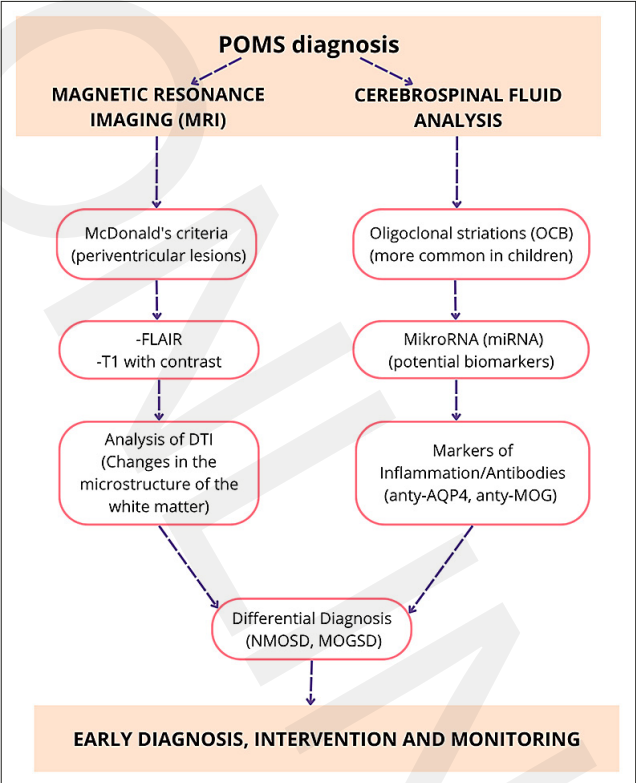 POMS diagnosis
MAGNETIC RESONANCE
IMAGING (MRI)
CEREBROSPINAL FLUID
ANALYSIS
McDonald's criteria
(periventricular lesions)
-FLAIR
-T1 with contrast
Analysis of DTI
(Changes in the
microstructure of the
white matter)
Oligoclonal striations (OCB)
(more common in children)
MikroRNA (miRNA)
(potential biomarkers)
Markers of
Inflammation/Antibodies
(anty-AQP4, anty-MOG)
Differential Diagnosis
(NMOSD, MOGSD)
EARLY DIAGNOSIS, INTERVENTION AND MONITORING